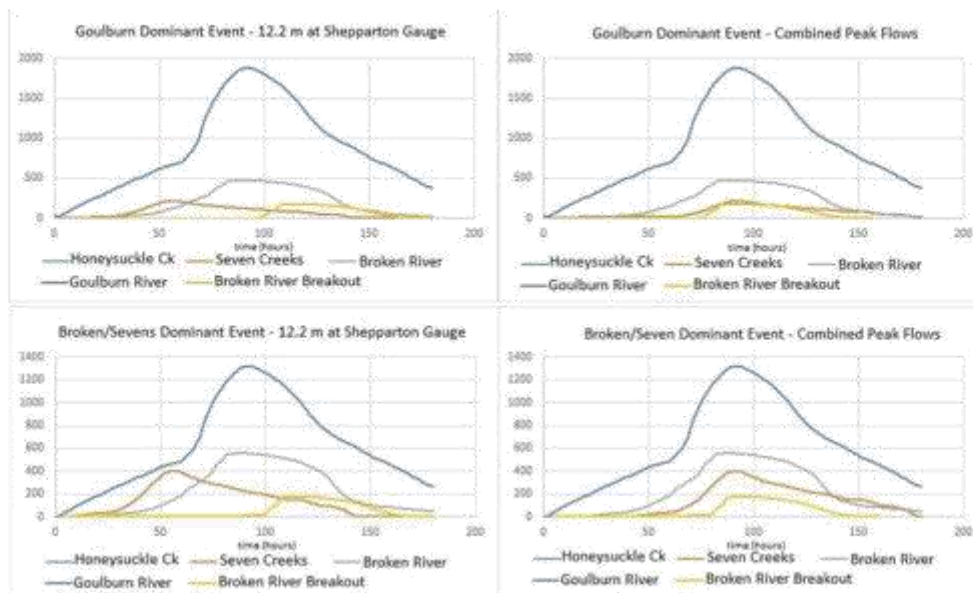 Goulburn Dominant Event - 12.2 m at Shepparton Gauge
2000
1500
1000
500
0
0 50 100 150 200
time (hours)
Honeysuckle Ck Seven Creeks Broken River
Goulburn River Broken River Breakout
Goulburn Dominant Event - Combined Peak Flows
2000
1500
1000
500
0
0 50 100 150 200
time (hours)
Honeysuckle Ck Seven Creeks Broken River
Goulburn River Broken River Breakout
Broken/Sevens Dominant Event - 12.2 m at Shepparton Gauge
1400
1200
1000
800
600
400
200
0
0 50 100 150 200
time (hours)
Honeysuckle Ck Seven Creeks Broken River
Goulburn River Broken River Breakout
Broken/Seven Dominant Event - Combined Peak Flows
1400
1200
1000
800
600
400
200
0
0 50 100 150 200
time (hours)
Honeysuckle Ck Seven Creeks Broken River
Goulburn River Broken River Breakout